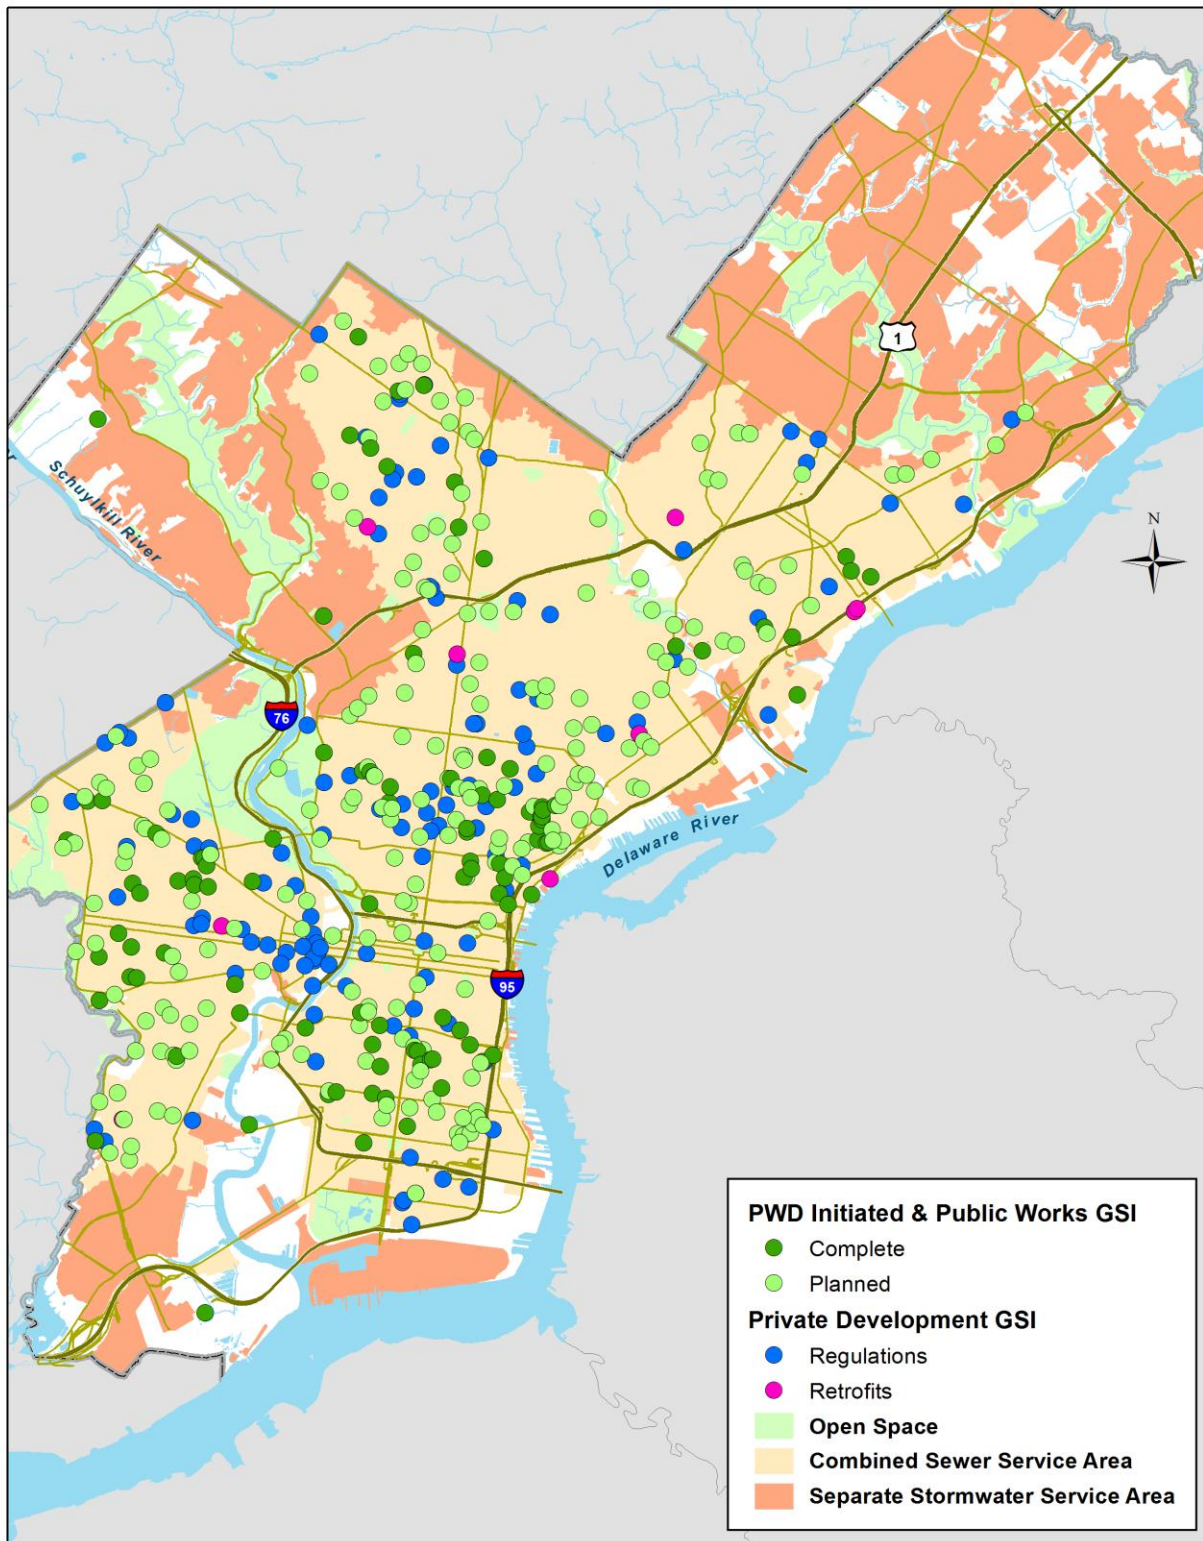 1
Schuylkill River
N
76
Delaware River
95
PWD Initiated & Public Works GSI
Complete
Planned
Private Development GSI
Regulations
Retrofits
Open Space
Combined Sewer Service Area
Separate Stormwater Service Area